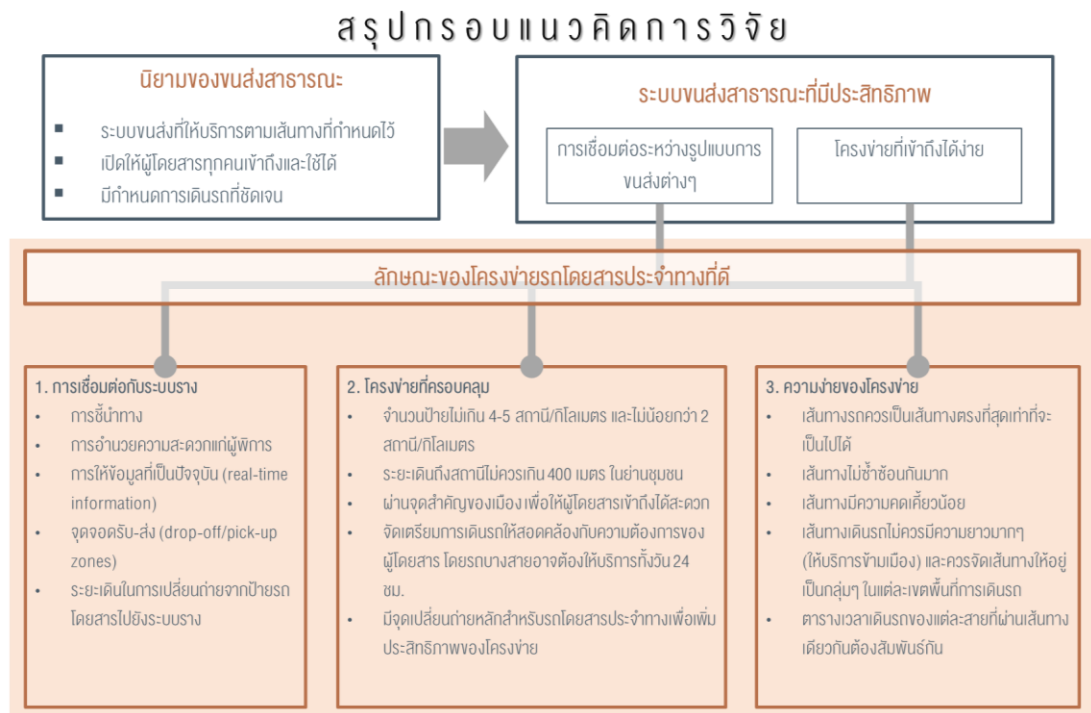 สรุปกรอบแนวคิดการวิจัย
นิยามของขนส่งสาธารณะ
▪ ระบบขนส่งที่ให้บริการตามเส้นทางที่กำหนดไว้
▪ เปิดให้ผู้โดยสารทุกคนเข้าถึงและใช้ได้
▪ มีกำหนดการเดินรถที่ชัดเจน
ระบบขนส่งสาธารณะที่มีประสิทธิภาพ
การเชื่อมต่อระหว่างรูปแบบการ
ขนส่งต่างๆ
โครงข่ายที่เข้าถึงได้ง่าย
ลักษณะของโครงข่ายรถโดยสารประจำทางที่ดี
1. การเชื่อมต่อกับระบบราง
• การชี้นำทาง
• การอำนวยความสะดวกแก่ผู้พิการ
• การให้ข้อมูลที่เป็นปัจจุบัน (real-time
information)
• จุดจอดรับ-ส่ง (drop-off/pick-up
zones)
• ระยะเดินในการเปลี่ยนถ่ายจากป้ายรถ
โดยสารไปยังระบบราง
2. โครงข่ายที่ครอบคลุม
• จำนวนป้ายไม่เกิน 4-5 สถานี/กิโลเมตร และไม่น้อยกว่า 2
สถานี/กิโลเมตร
• ระยะเดินถึงสถานีไม่ควรเกิน 400 เมตร ในย่านชุมชน
• ผ่านจุดสำคัญของเมือง เพื่อให้ผู้โดยสารเข้าถึงได้สะดวก
• จัดเตรียมการเดินรถให้สอดคล้องกับความต้องการของ
ผู้โดยสาร โดยรถบางสายอาจต้องให้บริการทั้งวัน 24
ชม.
• มีจุดเปลี่ยนถ่ายหลักสำหรับรถโดยสารประจำทางเพื่อเพิ่ม
ประสิทธิภาพของโครงข่าย
3. ความง่ายของโครงข่าย
• เส้นทางรถควรเป็นเส้นทางตรงที่สุดเท่าที่จะ
เป็นไปได้
• เส้นทางไม่ซ้ำซ้อนกันมาก
• เส้นทางมีความคดเคี้ยวน้อย
• เส้นทางเดินรถไม่ควรมีความยาวมากๆ
(ให้บริการข้ามเมือง) และควรจัดเส้นทางให้อยู่
เป็นกลุ่มๆ ในแต่ละเขตพื้นที่การเดินรถ
• ตารางเวลาเดินรถของแต่ละสายที่ผ่านเส้นทาง
เดียวกันต้องสัมพันธ์กัน